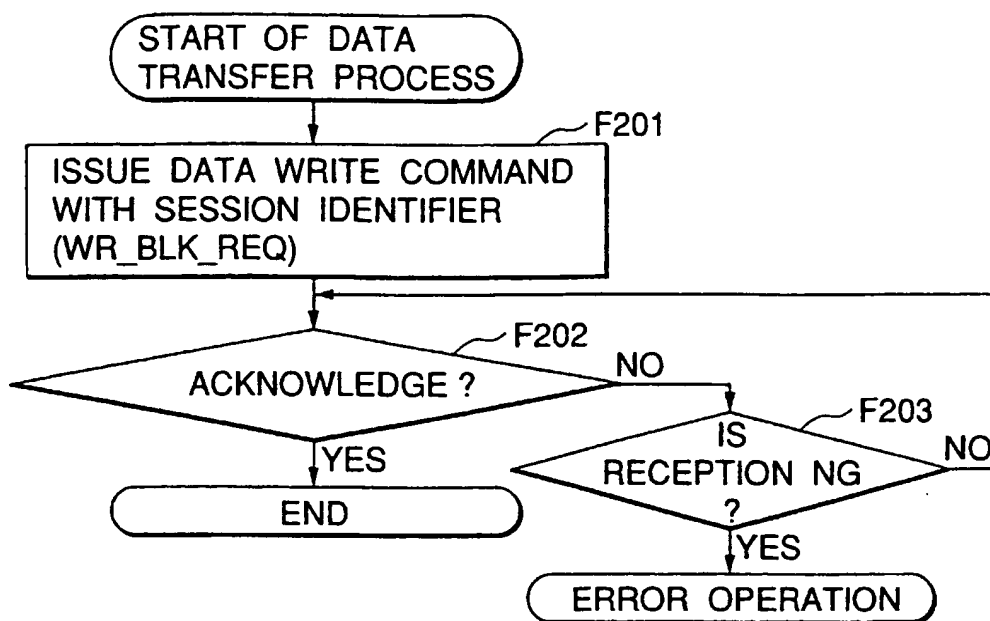 START OF DATA
TRANSFER PROCESS
F201
ISSUE DATA WRITE COMMAND
WITH SESSION IDENTIFIER
(WR_BLK_REQ)
F202
ACKNOWLEDGE ?
NO
YES
END
F203
IS
RECEPTION NG
?
NO
YES
ERROR OPERATION